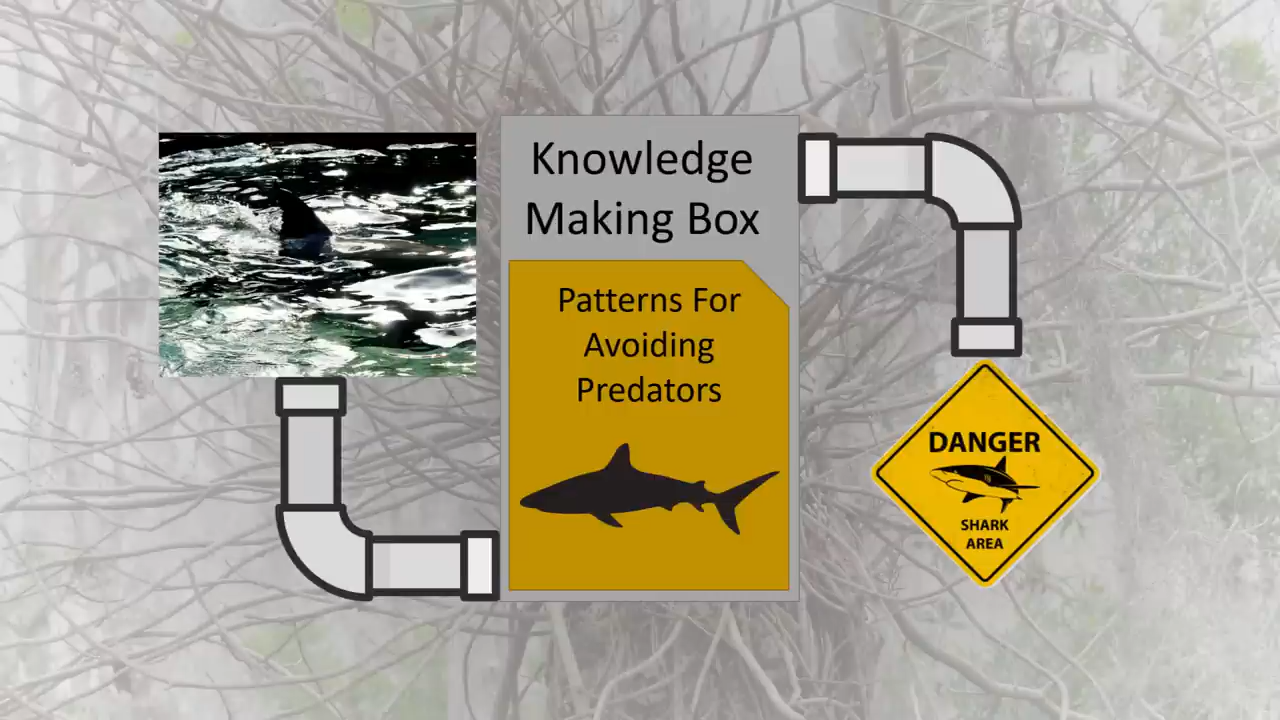 Knowledge
Making Box
Patterns For
Avoiding
Predators
DANGER
SHARK
AREA